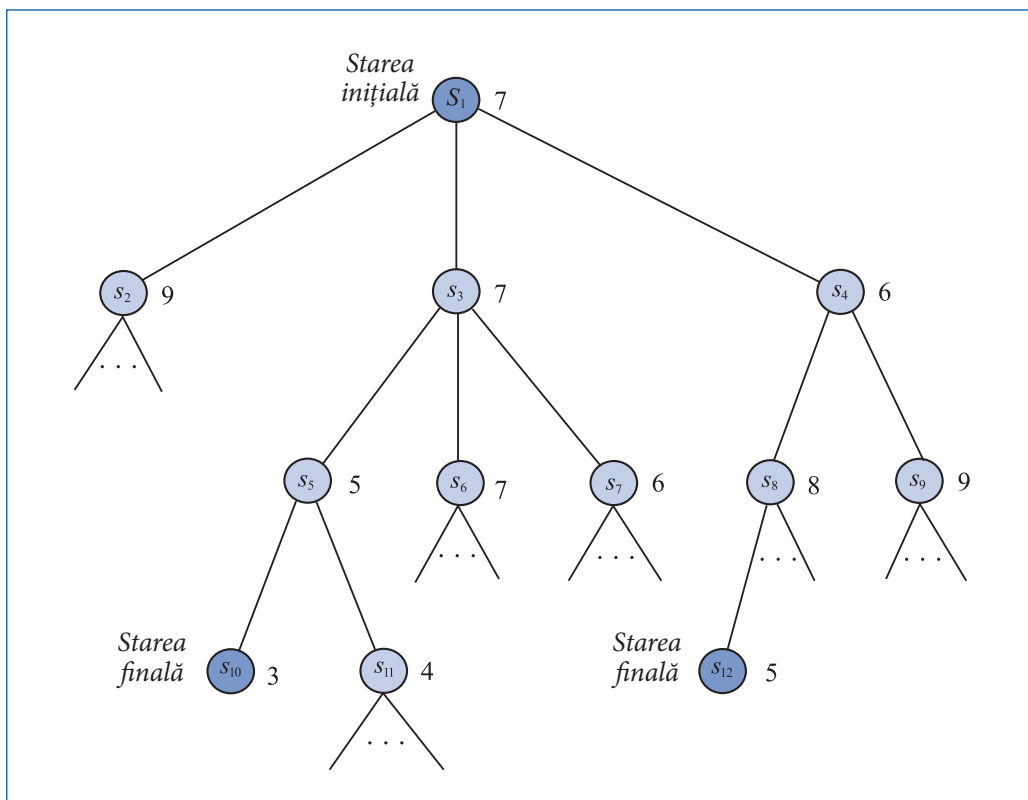 Starea
inițială
S1 7
s2 9
s3 7
s4 6
. . .
s5 5
s6 7
s7 6
s8 8
s9 9
. . .
. . .
. . .
. . .
Starea
finală
s10 3
s11 4
Starea
finală
s12 5
. . .